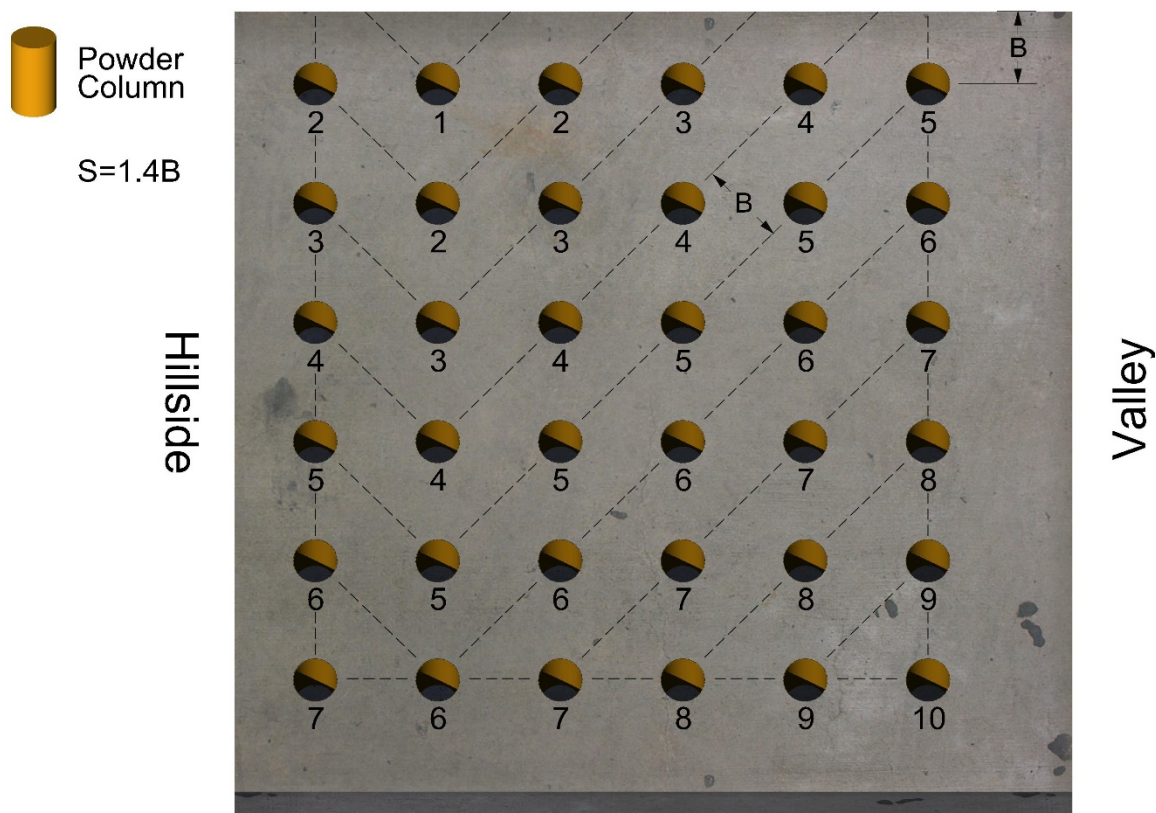 Powder
Column
S=1.4B
B
2 1 2 3 4 5
B
3 2 3 4 5 6
4 3 4 5 6 7
Hillside
Valley
5 4 5 6 7 8
6 5 6 7 8 9
7 6 7 8 9 10